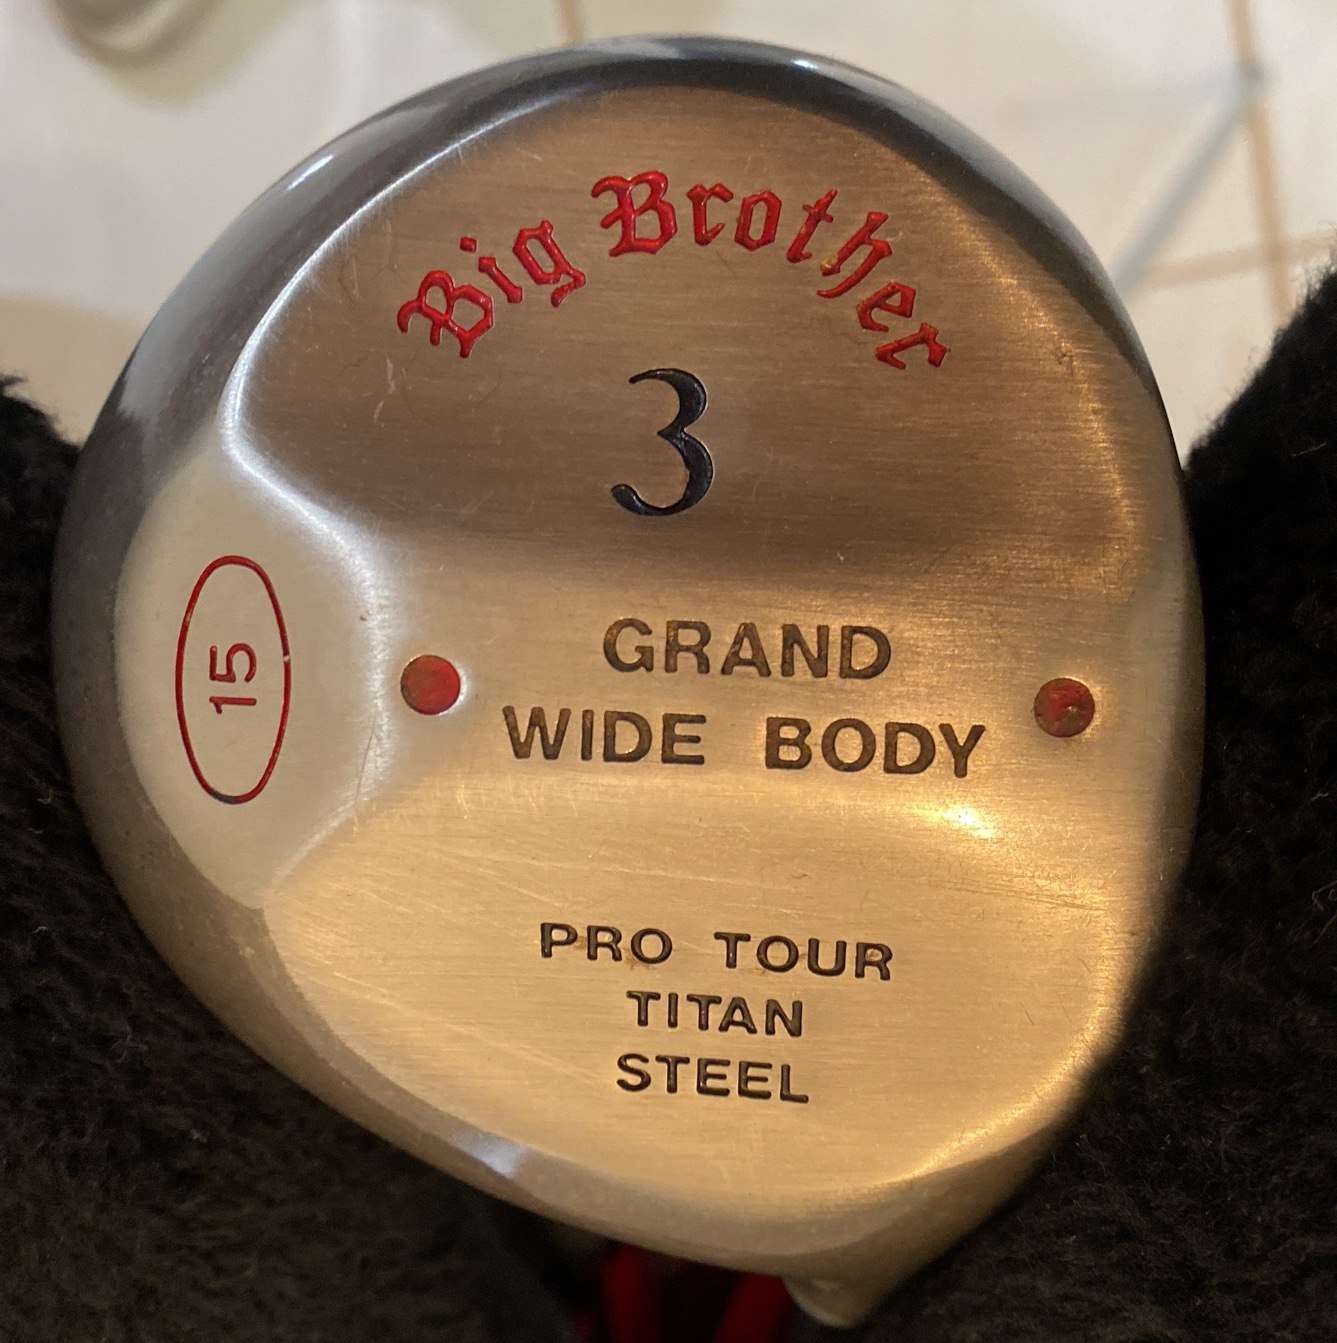 Big Brother
3
15
GRAND
WIDE BODY
PRO TOUR
TITAN
STEEL